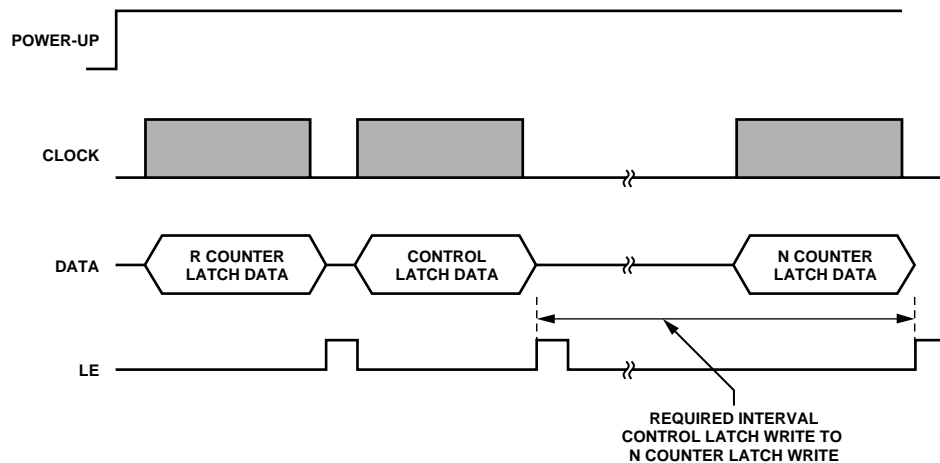 POWER-UP
CLOCK
DATA
R COUNTER
LATCH DATA
CONTROL
LATCH DATA
N COUNTER
LATCH DATA
LE
REQUIRED INTERVAL
CONTROL LATCH WRITE TO
N COUNTER LATCH WRITE